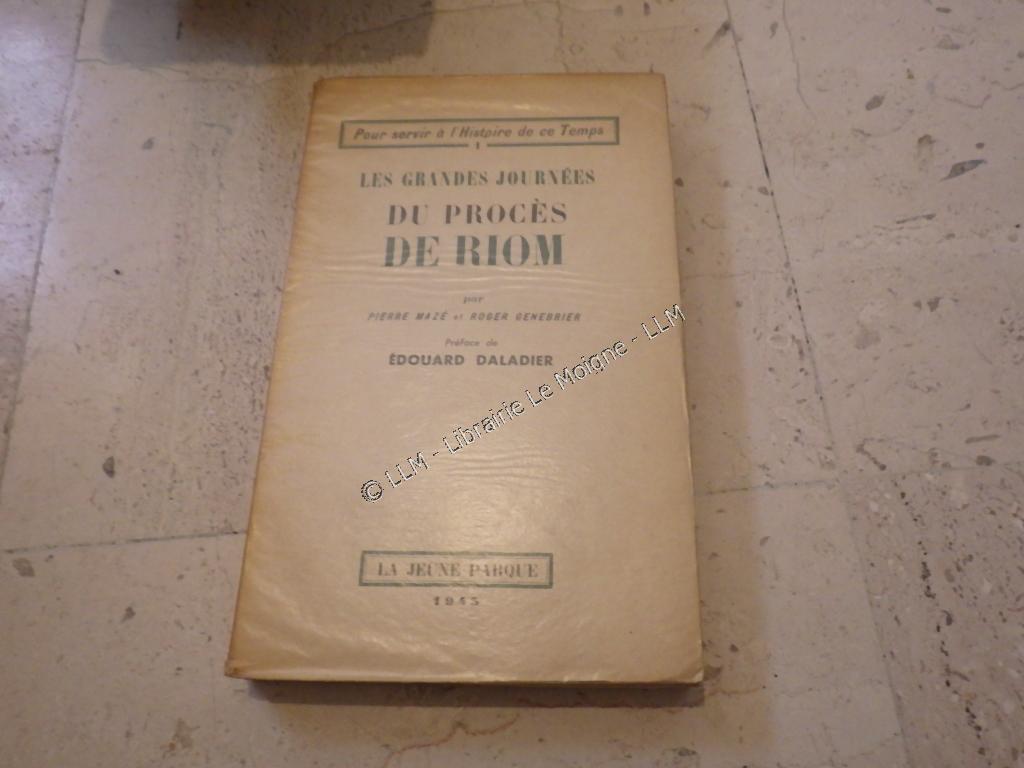 Pour servir à l'Histoire de ce Temps
1
LES GRANDES JOURNÉES
DU PROCÈS
DE RIOM
par
PIERRE MAZÉ et ROGER GENEBRIER
Préface de
ÉDOUARD DALADIER
© LLM - Librairie Le Moigne - LLM
LA JEUNE PARQUE
1945